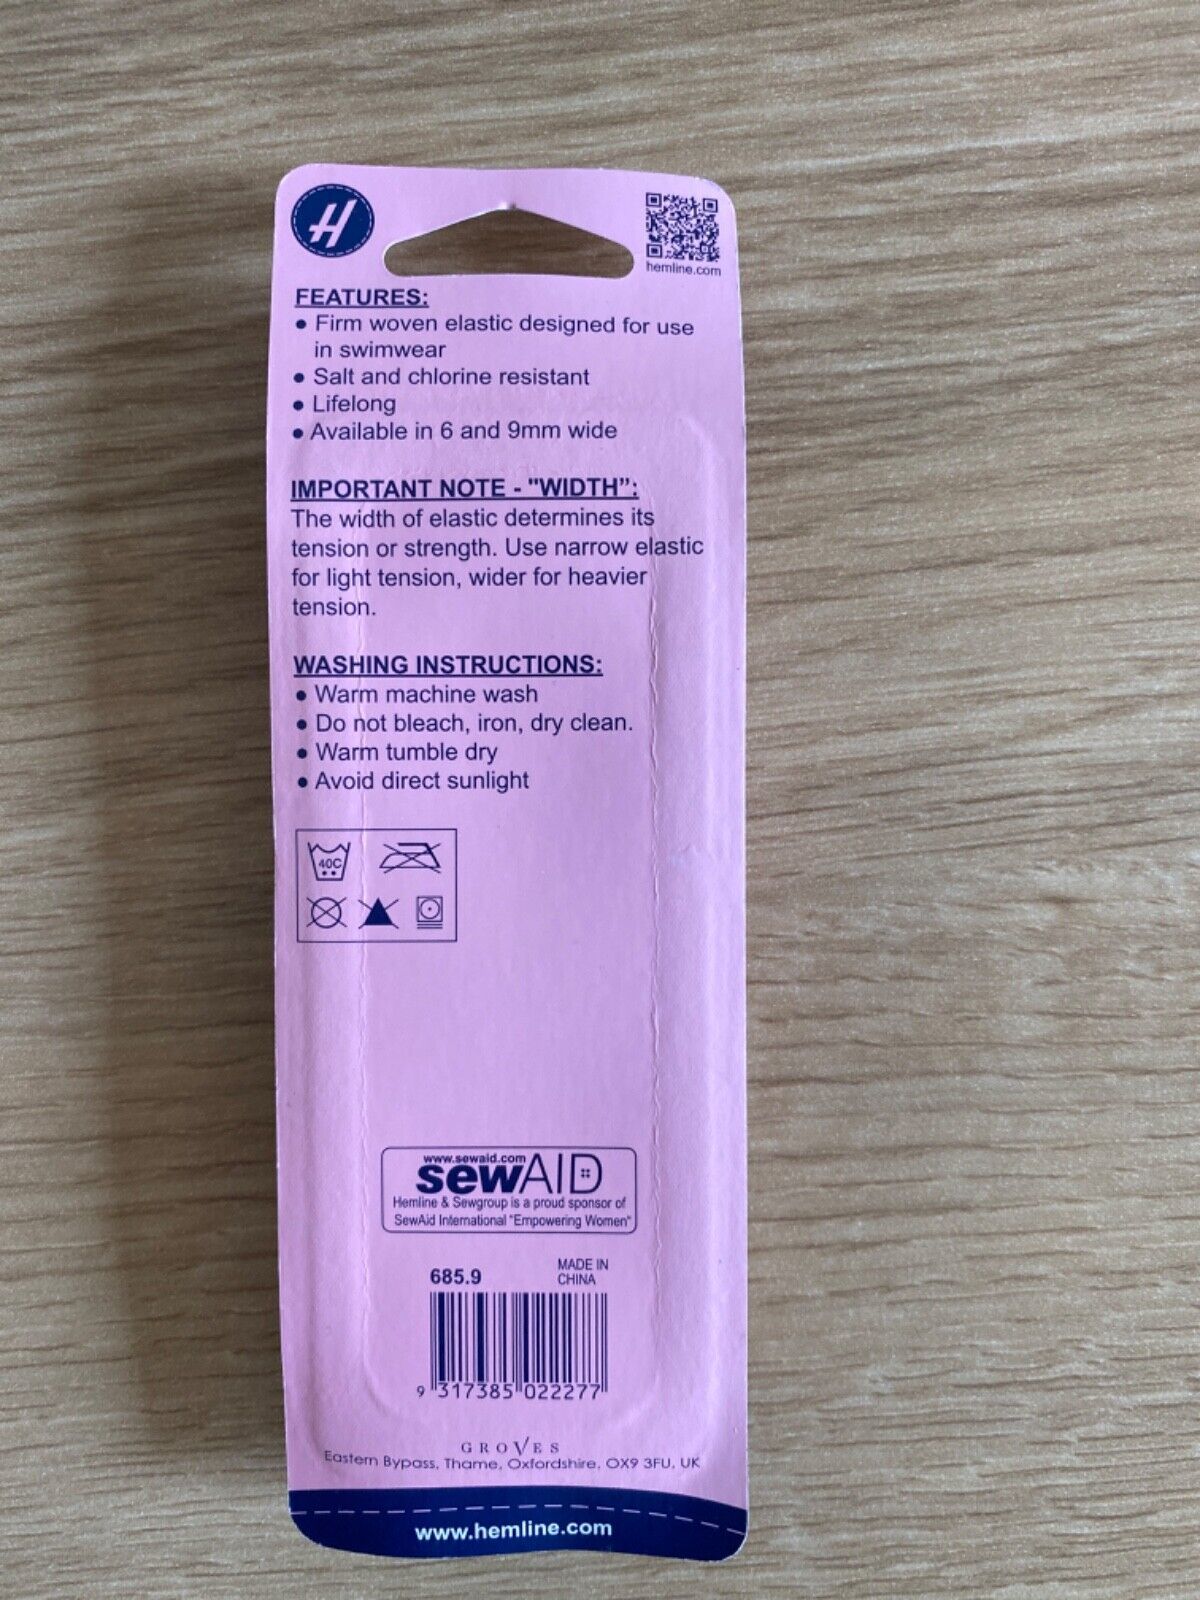 H
hemline.com
FEATURES:
● Firm woven elastic designed for use
in swimwear
● Salt and chlorine resistant
● Lifelong
● Available in 6 and 9mm wide
IMPORTANT NOTE - "WIDTH”:
The width of elastic determines its
tension or strength. Use narrow elastic
for light tension, wider for heavier
tension.
WASHING INSTRUCTIONS:
● Warm machine wash
● Do not bleach, iron, dry clean.
● Warm tumble dry
● Avoid direct sunlight
40C
www.sewaid.com
sewAID
Hemline & Sewgroup is a proud sponsor of
SewAid International "Empowering Women"
685.9
MADE IN
CHINA
9 317385 022277
GROVES
Eastern Bypass, Thame, Oxfordshire, OX9 3FU, UK
www.hemline.com